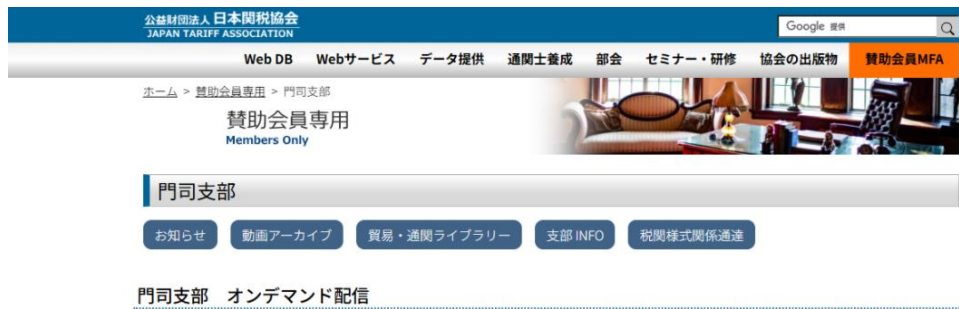 公益財団法人 日本関税協会
JAPAN TARIFF ASSOCIATION
Google 提供
Web DB Webサービス データ提供 通関士養成 部会 セミナー・研修 協会の出版物 賛助会員MFA
ホーム > 賛助会員専用 > 門司支部
賛助会員専用
Members Only
門司支部
お知らせ 動画アーカイブ 貿易・通関ライブラリー 支部 INFO 税関様式関係通達
門司支部 オンデマンド配信